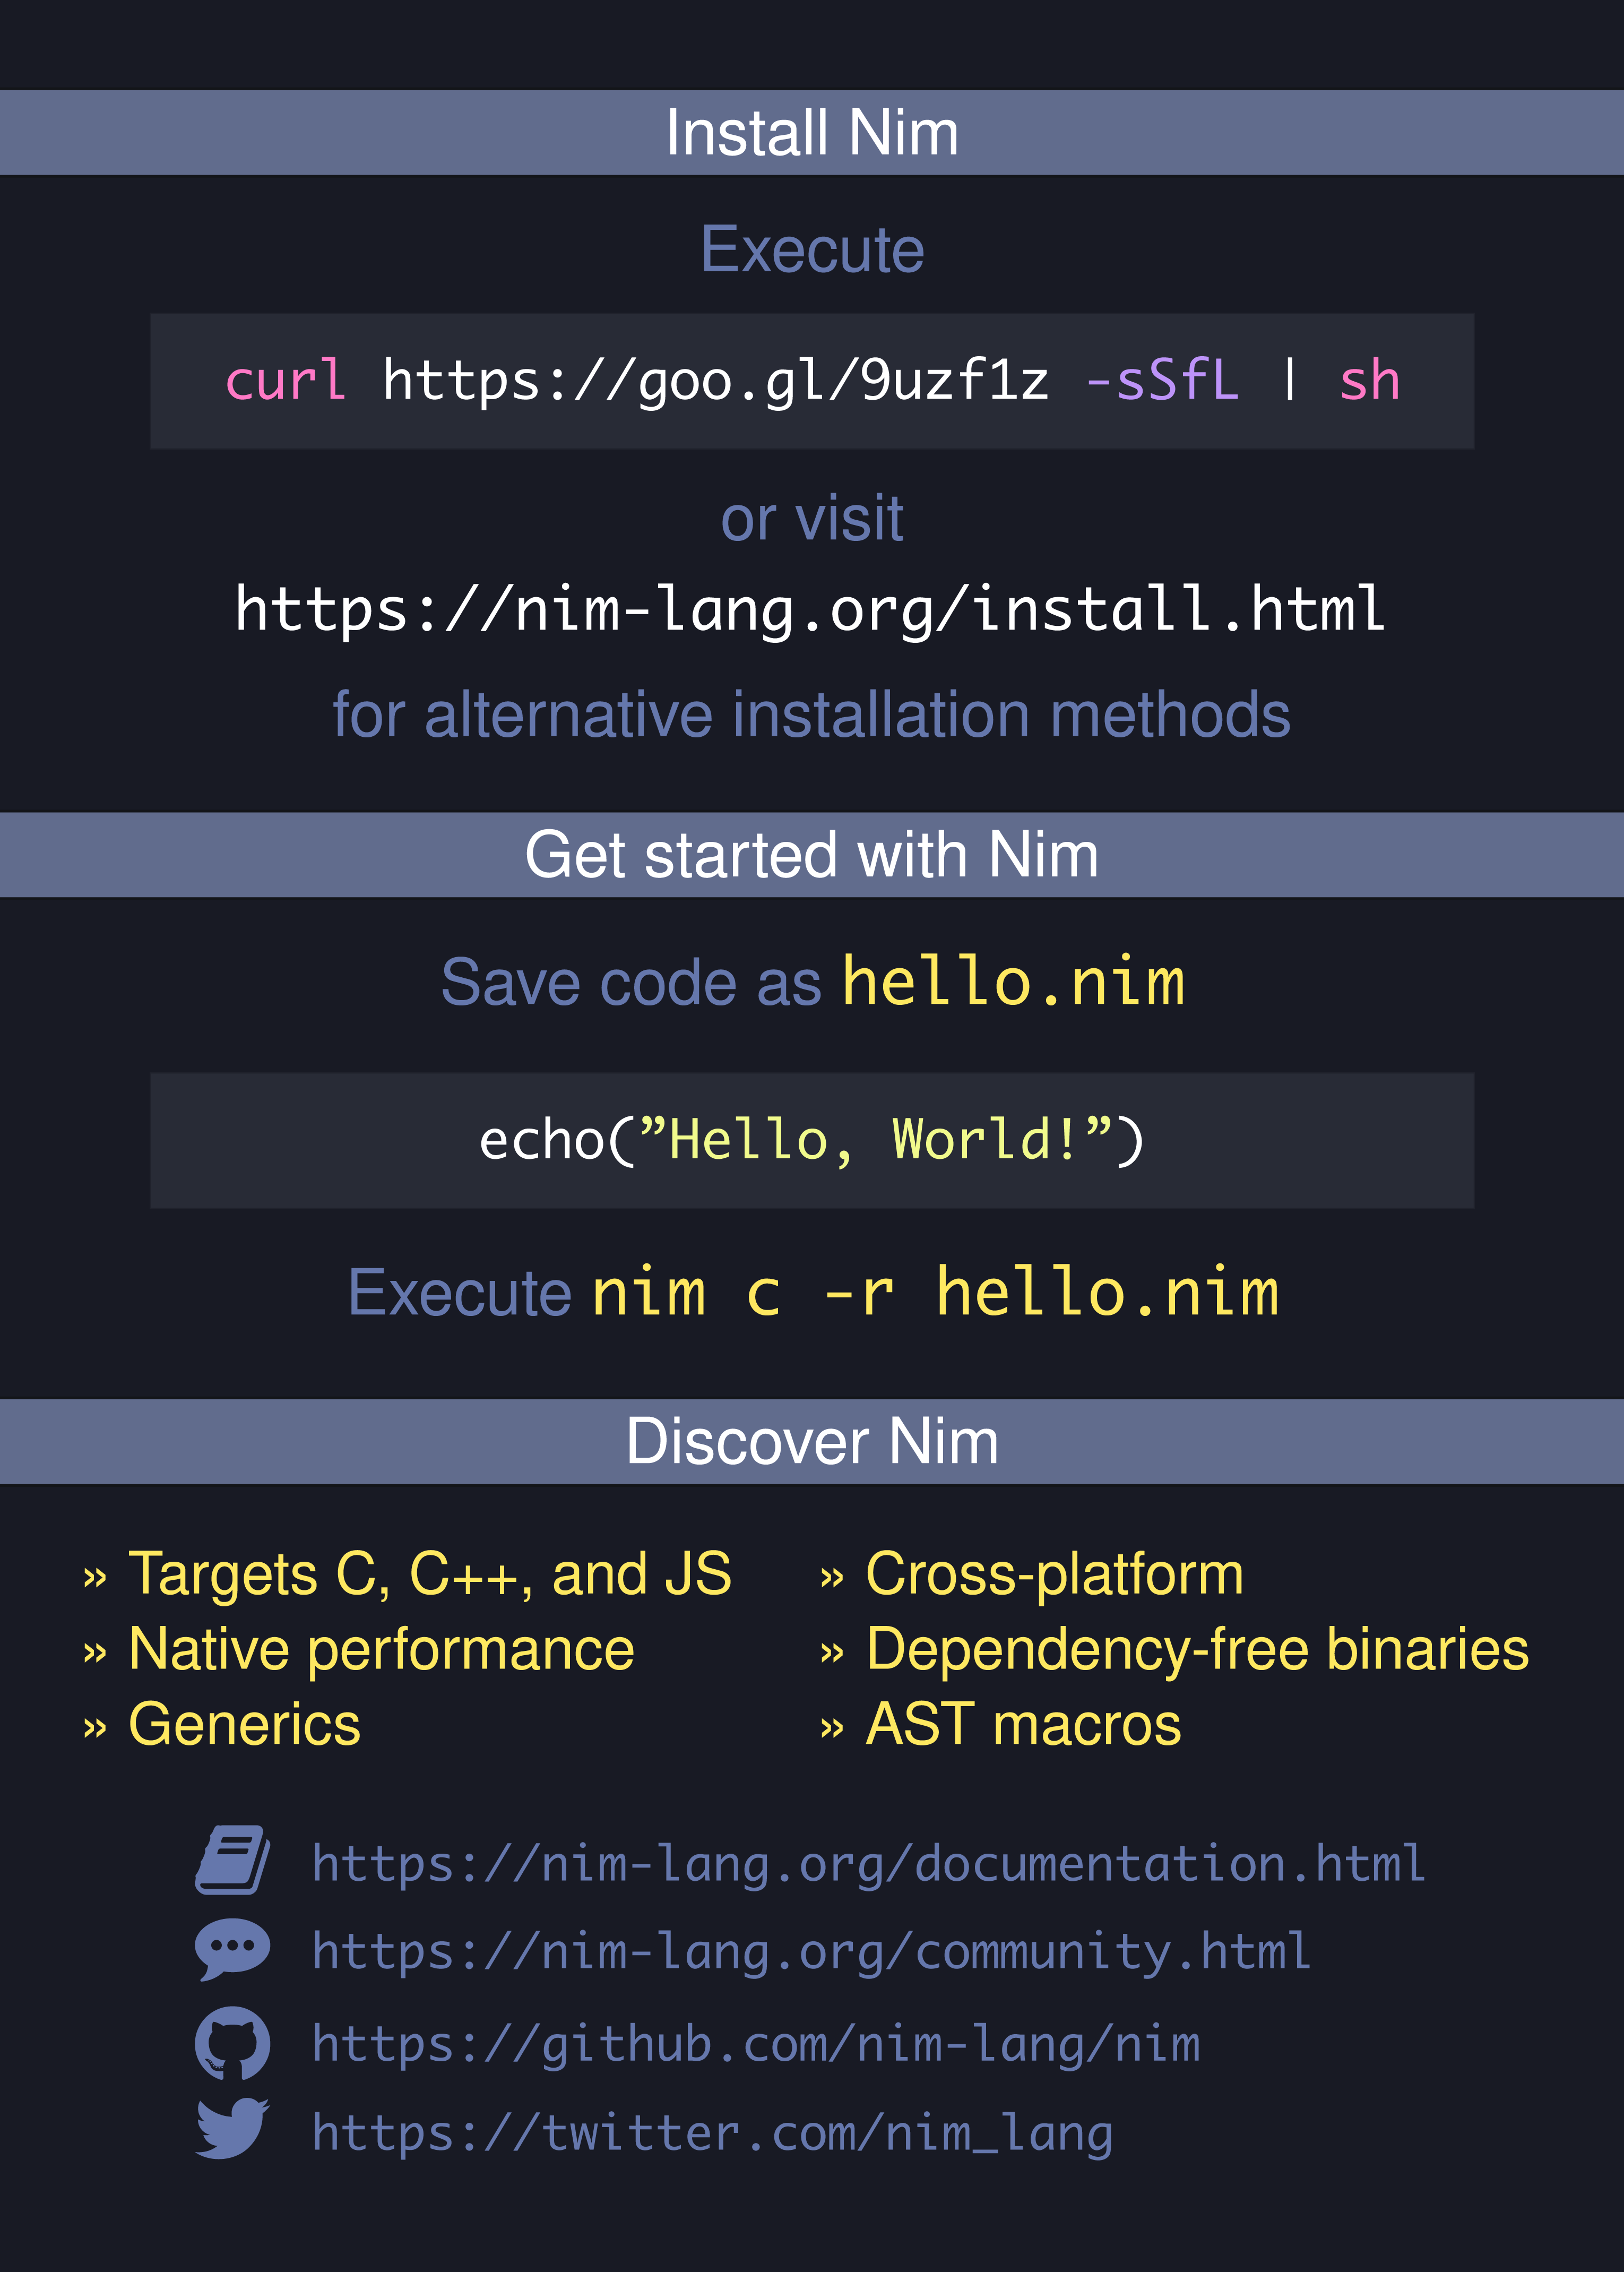 Install Nim
Execute
curl https://goo.gl/9uzf1z -sSfL | sh
or visit
https://nim-lang.org/install.html
for alternative installation methods
Get started with Nim
Save code as hello.nim
echo(”Hello, World!”)
Execute nim c -r hello.nim
Discover Nim
» Targets C, C++, and JS
» Native performance
» Generics
» Cross-platform
» Dependency-free binaries
» AST macros
https://nim-lang.org/documentation.html
https://nim-lang.org/community.html
https://github.com/nim-lang/nim
https://twitter.com/nim_lang